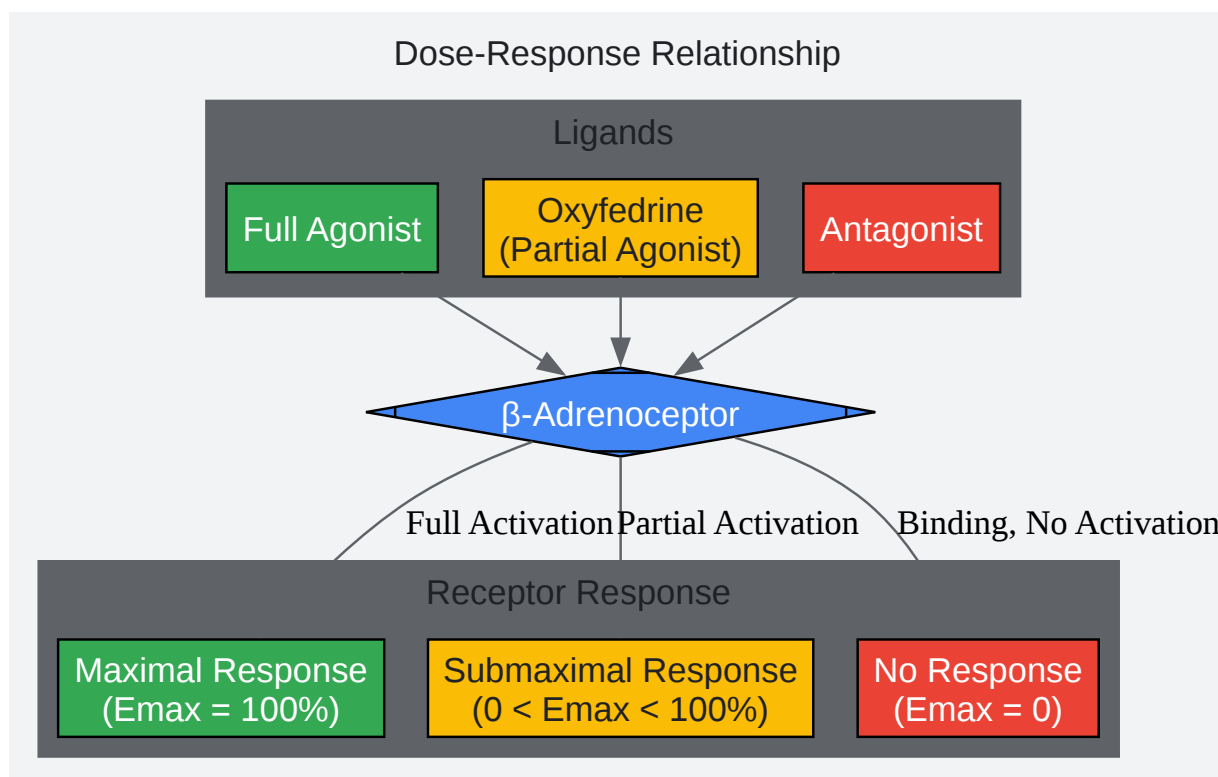 Dose-Response Relationship
Ligands
Full Agonist
Oxyfedrine
(Partial Agonist)
Antagonist
β-Adrenoceptor
Full Activation
Partial Activation
Binding, No Activation
Receptor Response
Maximal Response
(Emax = 100%)
Submaximal Response
(0 < Emax < 100%)
No Response
(Emax = 0)